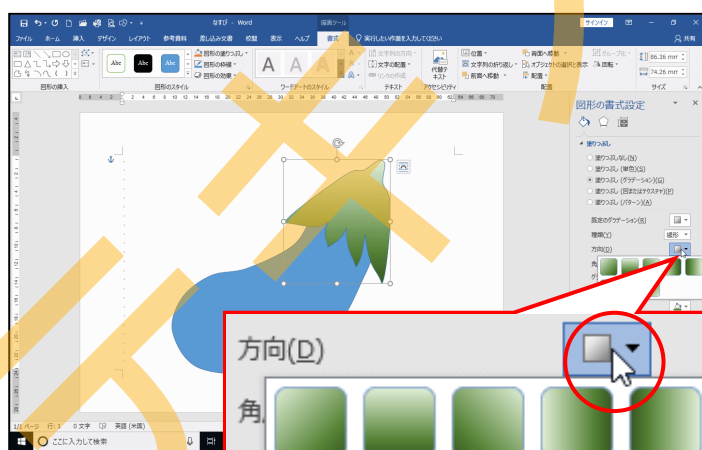 なすび - Word
描画ツール
サインイン
ファイル ホーム 挿入 デザイン レイアウト 参考資料 差し込み文書 校閲 表示 ヘルプ 書式 実行したい作業を入力してください 共有
Abc Abc Abc
図形の塗りつぶし
図形の枠線
図形の効果
A A A
文字列の方向
文字の配置
リンクの作成
代替テキスト
位置
文字列の折り返し
前面へ移動
背面へ移動
オブジェクトの選択と表示
配置
グループ化
回転
86.36 mm
74.26 mm
図形の挿入 図形のスタイル ワードアートのスタイル テキスト アクセシビリティ 配置 サイズ
図形の書式設定
塗りつぶし
塗りつぶしなし(N)
塗りつぶし (単色)(S)
塗りつぶし (グラデーション)(G)
塗りつぶし (図またはテクスチャ)(P)
塗りつぶし (パターン)(A)
既定のグラデーション(R)
種類(Y) 線形
方向(D)
角
方向(D)
角
1/1 ページ 行: 1 0 文字 英語 (米国)
ここに入力して検索